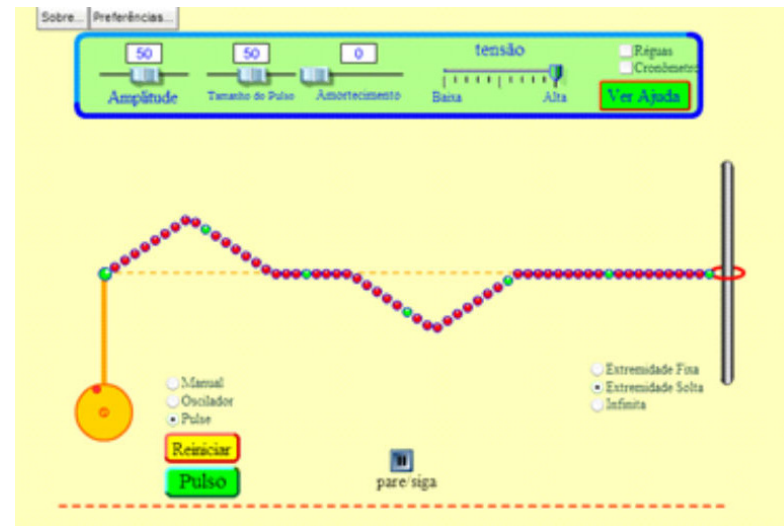 Sobre... Preferências...
50 50 0 tensão Réguas
Cronômetro
Amplitude Tamanho do Pulso Amortecimento Baixa Alta Ver Ajuda
Manual Extremidade Fixa
Oscilador Extremidade Solta
Pulse Infinita
Reiniciar
Pulso pare/siga